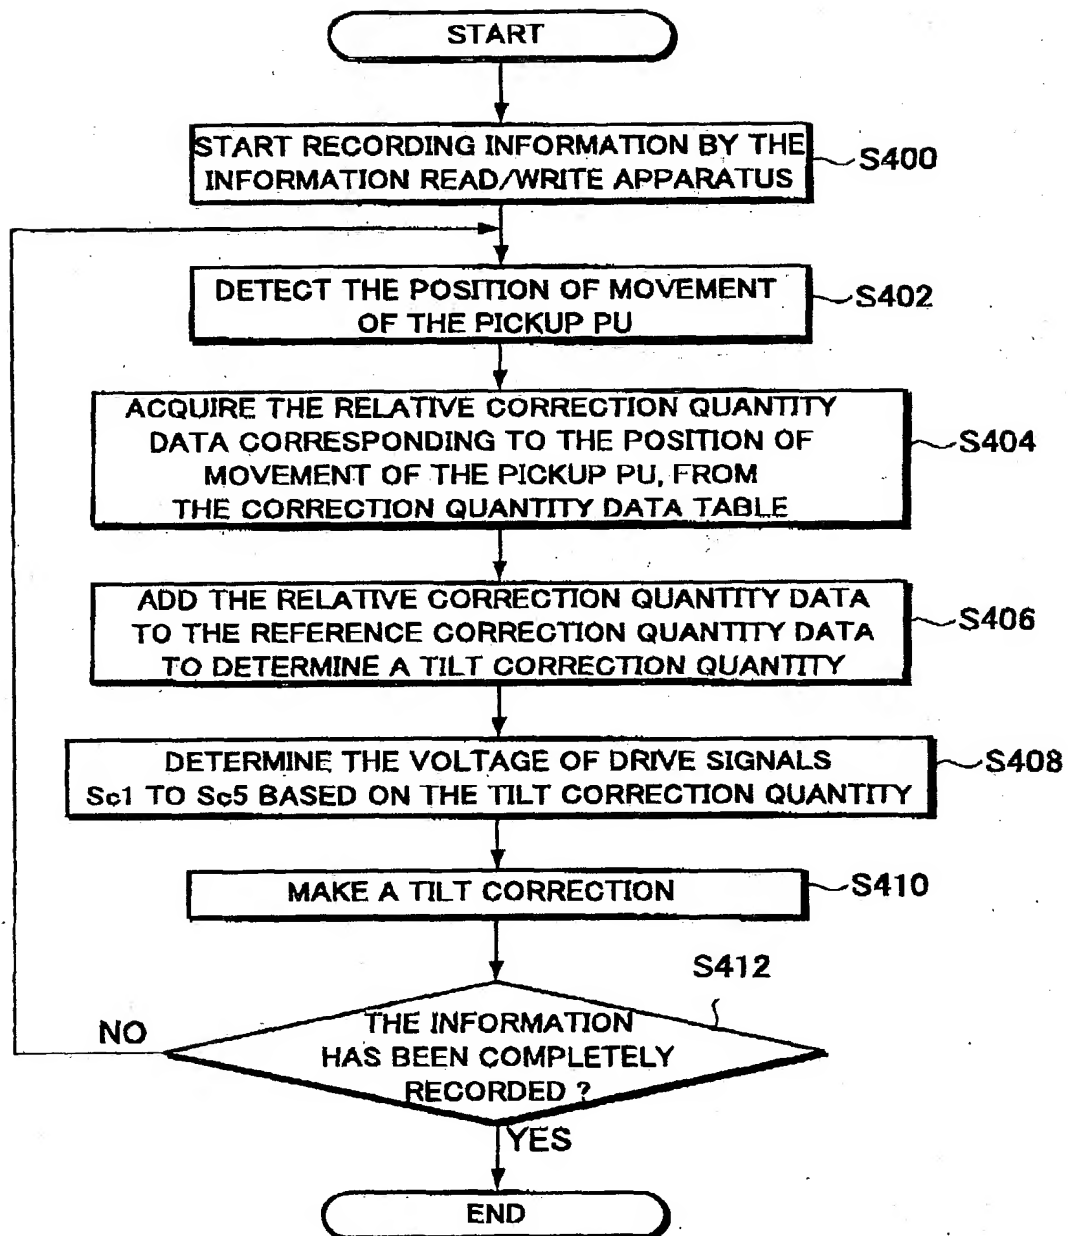 START
START RECORDING INFORMATION BY THE
INFORMATION READ/WRITE APPARATUS
S400
DETECT THE POSITION OF MOVEMENT
OF THE PICKUP PU
S402
ACQUIRE THE RELATIVE CORRECTION QUANTITY
DATA CORRESPONDING TO THE POSITION OF
MOVEMENT OF THE PICKUP PU, FROM
THE CORRECTION QUANTITY DATA TABLE
S404
ADD THE RELATIVE CORRECTION QUANTITY DATA
TO THE REFERENCE CORRECTION QUANTITY DATA
TO DETERMINE A TILT CORRECTION QUANTITY
S406
DETERMINE THE VOLTAGE OF DRIVE SIGNALS
Sc1 TO Sc5 BASED ON THE TILT CORRECTION QUANTITY
S408
MAKE A TILT CORRECTION
S410
S412
THE INFORMATION
HAS BEEN COMPLETELY
RECORDED ?
NO
YES
END